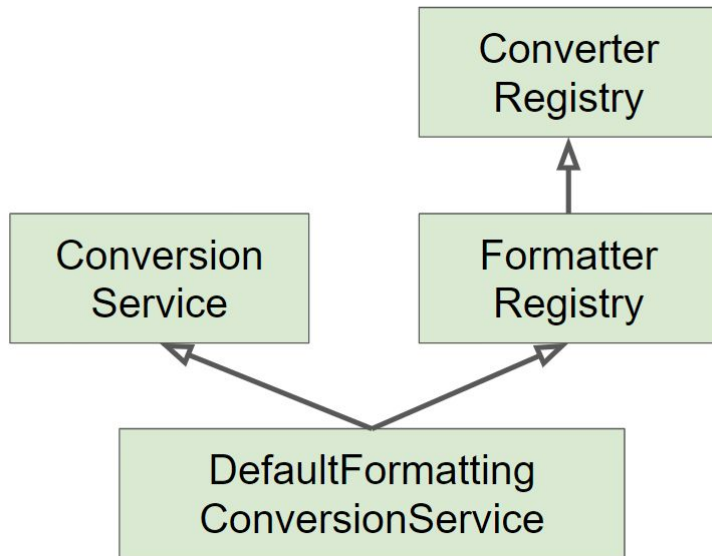 Converter
Registry
Conversion
Service
Formatter
Registry
DefaultFormatting
ConversionService